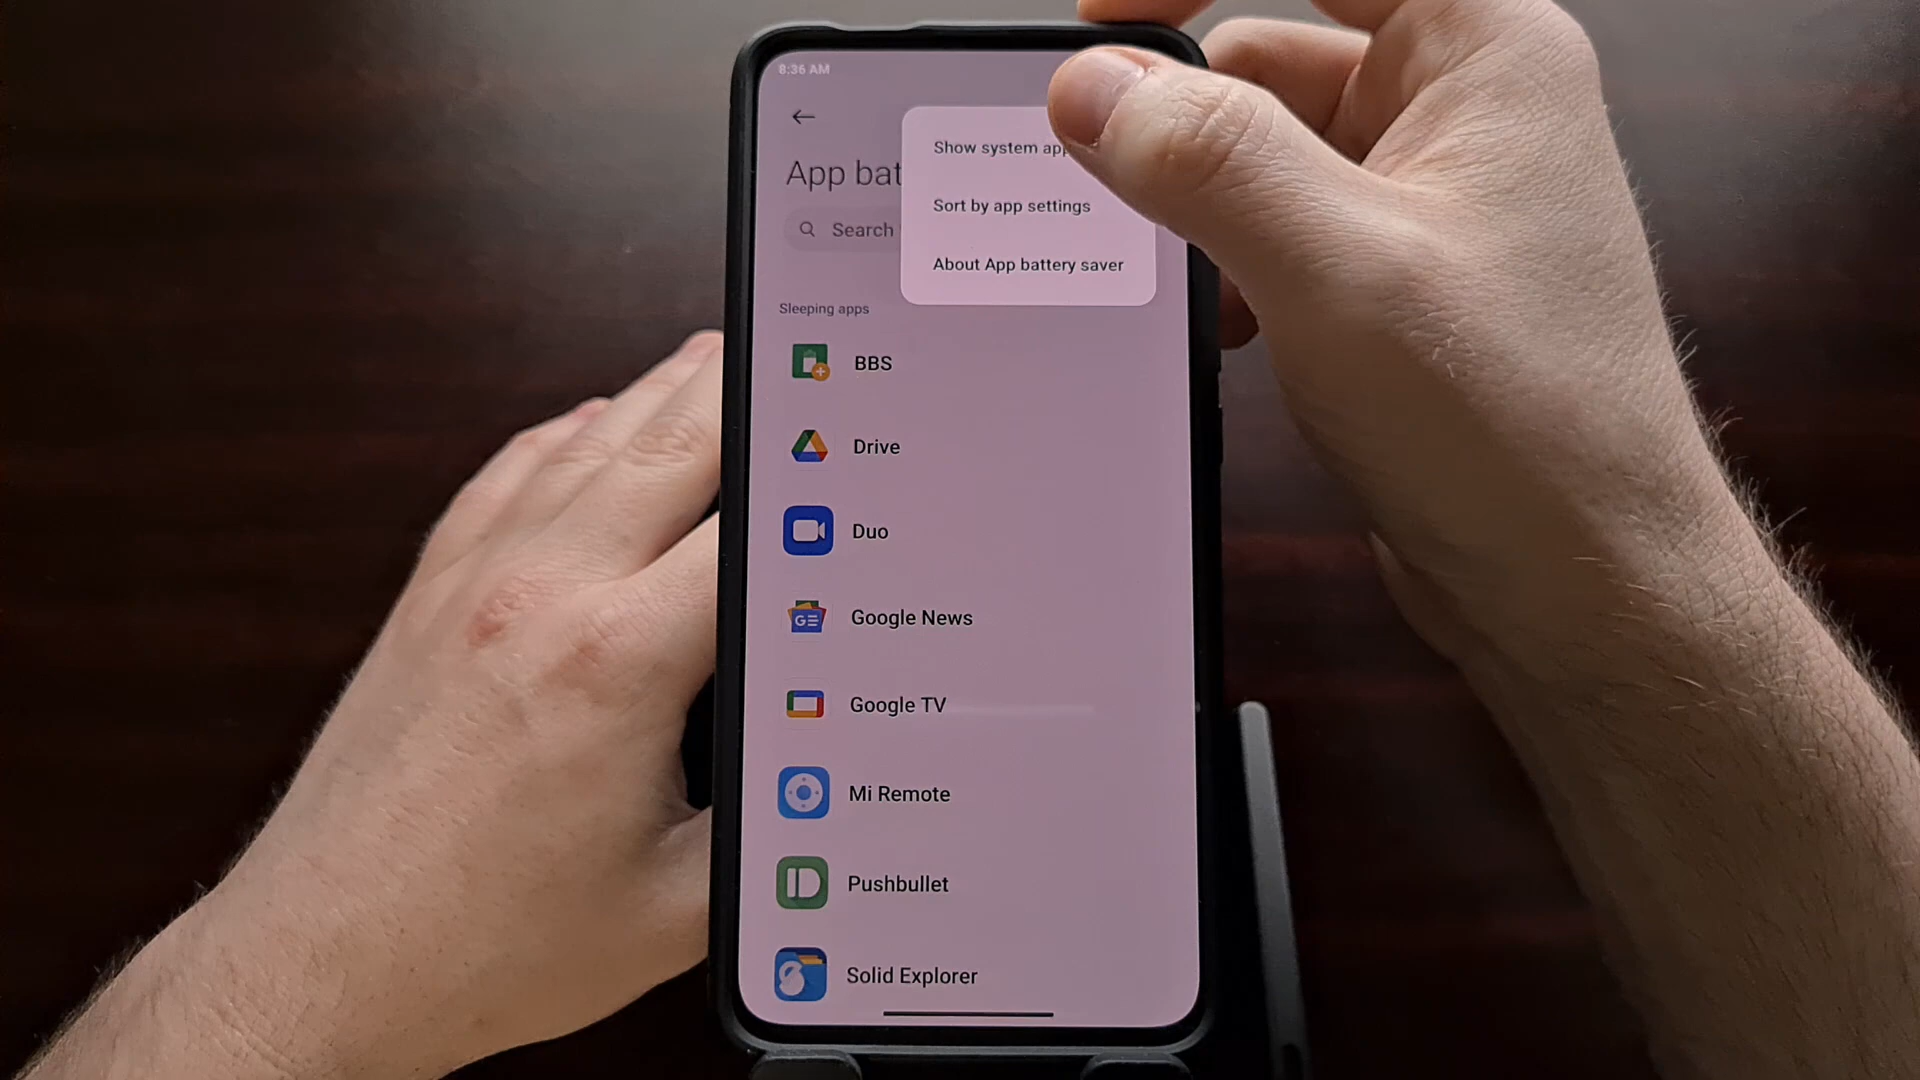 8:36 AM
App bat
Search
Show system app
Sort by app settings
About App battery saver
Sleeping apps
BBS
Drive
Duo
GE
Google News
Google TV
Mi Remote
Pushbullet
Solid Explorer